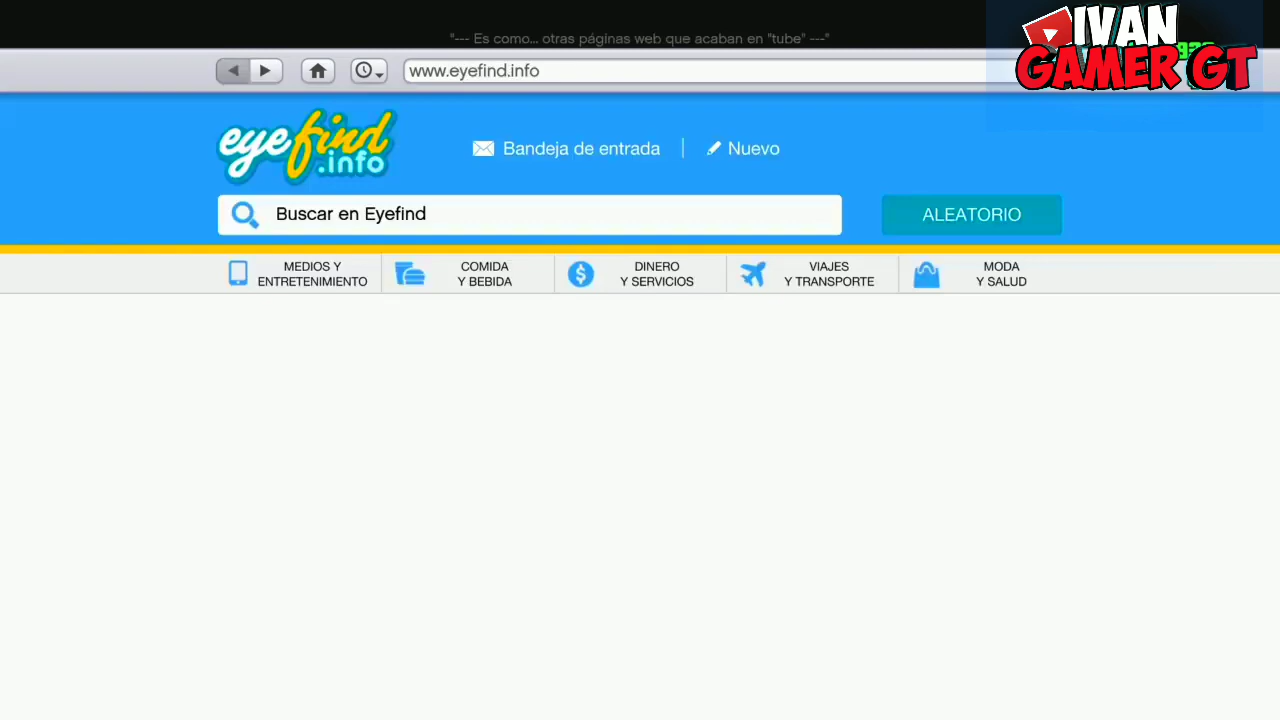 "--- Es como... otras páginas web que acaban en "tube" ---"
IVAN
GAMER GT
www.eyefind.info
eyefind
.info
Bandeja de entrada
Nuevo
Buscar en Eyefind
ALEATORIO
MEDIOS Y
ENTRETENIMIENTO
COMIDA
Y BEBIDA
DINERO
Y SERVICIOS
VIAJES
Y TRANSPORTE
MODA
Y SALUD